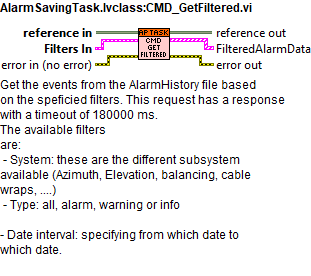 AlarmSavingTask.lvclass:CMD_GetFiltered.vi
reference in
reference out
Filters In
FilteredAlarmData
error in (no error)
error out
AP TASK
CMD
GET
FILTERED
Get the events from the AlarmHistory file based
on the speficied filters. This request has a response
with a timeout of 180000 ms.
The available filters
are:
- System: these are the different subsystem
available (Azimuth, Elevation, balancing, cable
wraps, ....)
- Type: all, alarm, warning or info
- Date interval: specifying from which date to
which date.